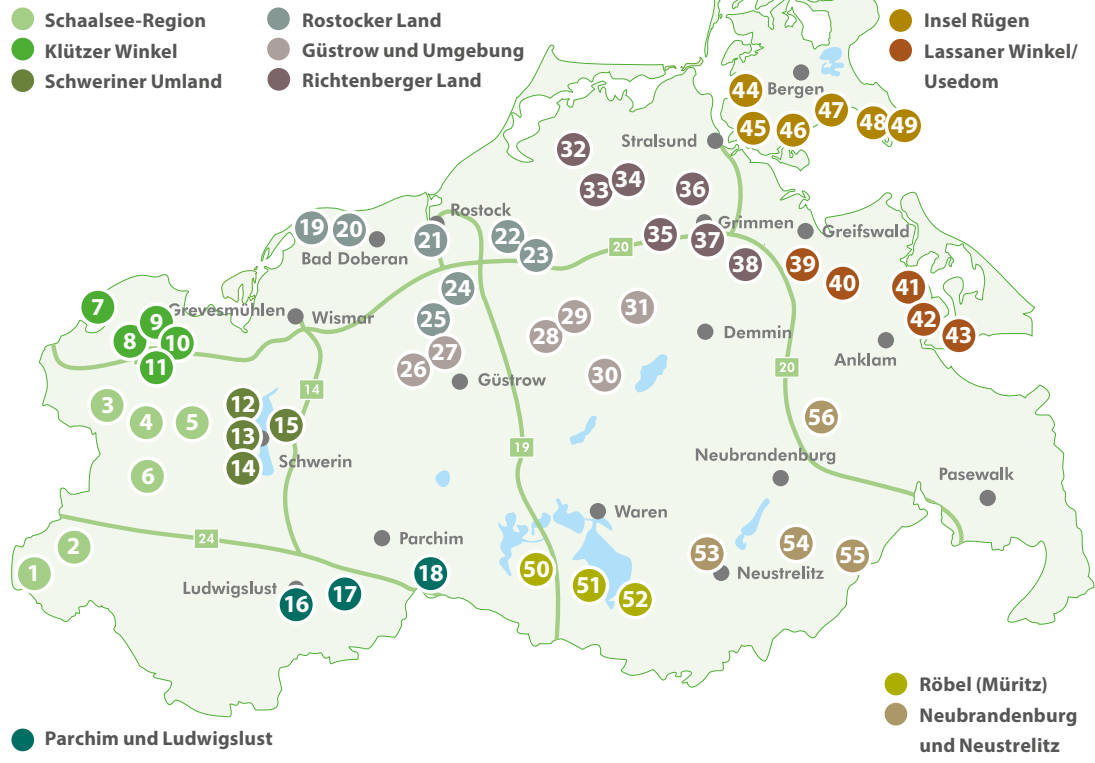 Schaalsee-Region
Klützer Winkel
Schweriner Umland
Rostocker Land
Güstrow und Umgebung
Richtenberger Land
Insel Rügen
Lassaner Winkel/
Usedom
44
Bergen
45
46
47
48
49
Stralsund
32
33
34
36
35
37
38
Grimmen
Greifswald
Rostock
19
20
21
22
23
20
Bad Doberan
39
40
41
42
43
24
25
31
29
28
7
Grevesmühlen
Wismar
8
9
10
11
Demmin
Anklam
26
27
Güstrow
30
20
14
3
4
5
12
13
15
14
Schwerin
56
19
Neubrandenburg
6
Pasewalk
Waren
24
Parchim
2
1
18
Ludwigslust
16
17
50
51
52
53
54
55
Neustrelitz
Röbel (Müritz)
Neubrandenburg
und Neustrelitz
Parchim und Ludwigslust